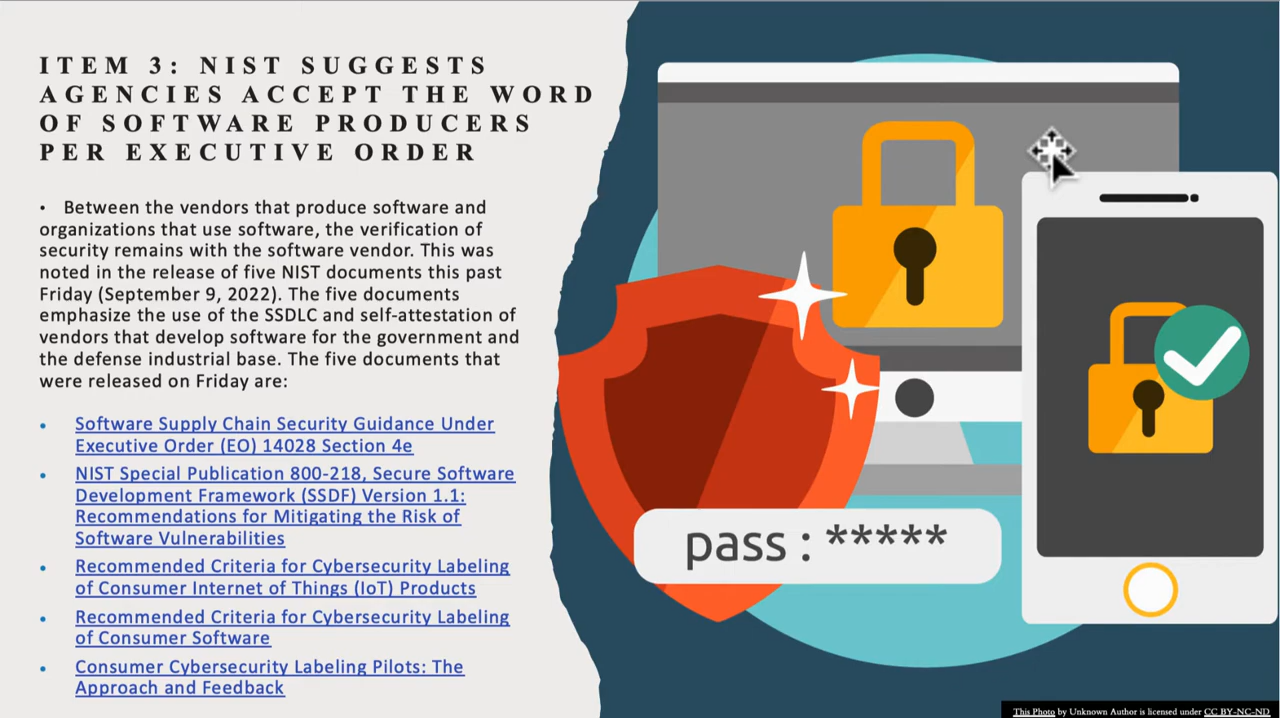 ITEM 3: NIST SUGGESTS
AGENCIES ACCEPT THE WORD
OF SOFTWARE PRODUCERS
PER EXECUTIVE ORDER
• Between the vendors that produce software and
organizations that use software, the verification of
security remains with the software vendor. This was
noted in the release of five NIST documents this past
Friday (September 9, 2022). The five documents
emphasize the use of the SSDLC and self-attestation of
vendors that develop software for the government and
the defense industrial base. The five documents that
were released on Friday are:
• Software Supply Chain Security Guidance Under
Executive Order (EO) 14028 Section 4e
• NIST Special Publication 800-218, Secure Software
Development Framework (SSDF) Version 1.1:
Recommendations for Mitigating the Risk of
Software Vulnerabilities
• Recommended Criteria for Cybersecurity Labeling
of Consumer Internet of Things (IoT) Products
• Recommended Criteria for Cybersecurity Labeling
of Consumer Software
• Consumer Cybersecurity Labeling Pilots: The
Approach and Feedback
pass : *****
This Photo by Unknown Author is licensed under CC BY-NC-ND